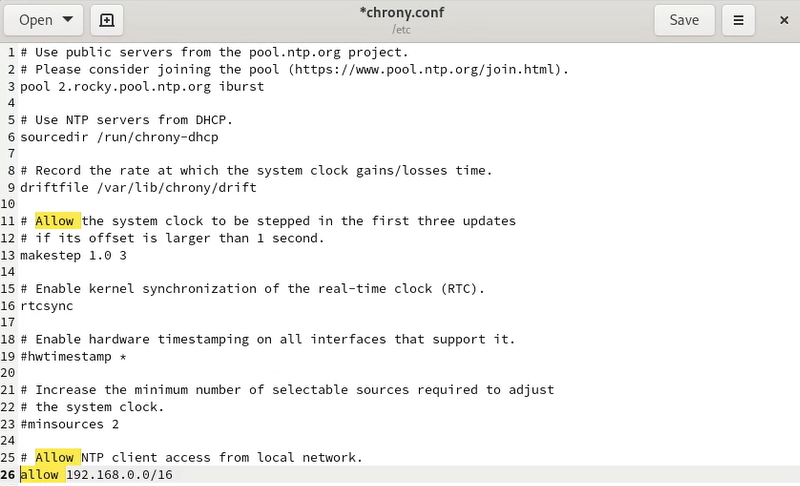 Open
*chrony.conf
/etc
Save
1 # Use public servers from the pool.ntp.org project.
2 # Please consider joining the pool (https://www.pool.ntp.org/join.html).
3 pool 2.rocky.pool.ntp.org iburst
4
5 # Use NTP servers from DHCP.
6 sourcedir /run/chrony-dhcp
7
8 # Record the rate at which the system clock gains/losses time.
9 driftfile /var/lib/chrony/drift
10
11 # Allow the system clock to be stepped in the first three updates
12 # if its offset is larger than 1 second.
13 makestep 1.0 3
14
15 # Enable kernel synchronization of the real-time clock (RTC).
16 rtcsync
17
18 # Enable hardware timestamping on all interfaces that support it.
19 #hwtimestamp *
20
21 # Increase the minimum number of selectable sources required to adjust
22 # the system clock.
23 #minsources 2
24
25 # Allow NTP client access from local network.
26 allow 192.168.0.0/16